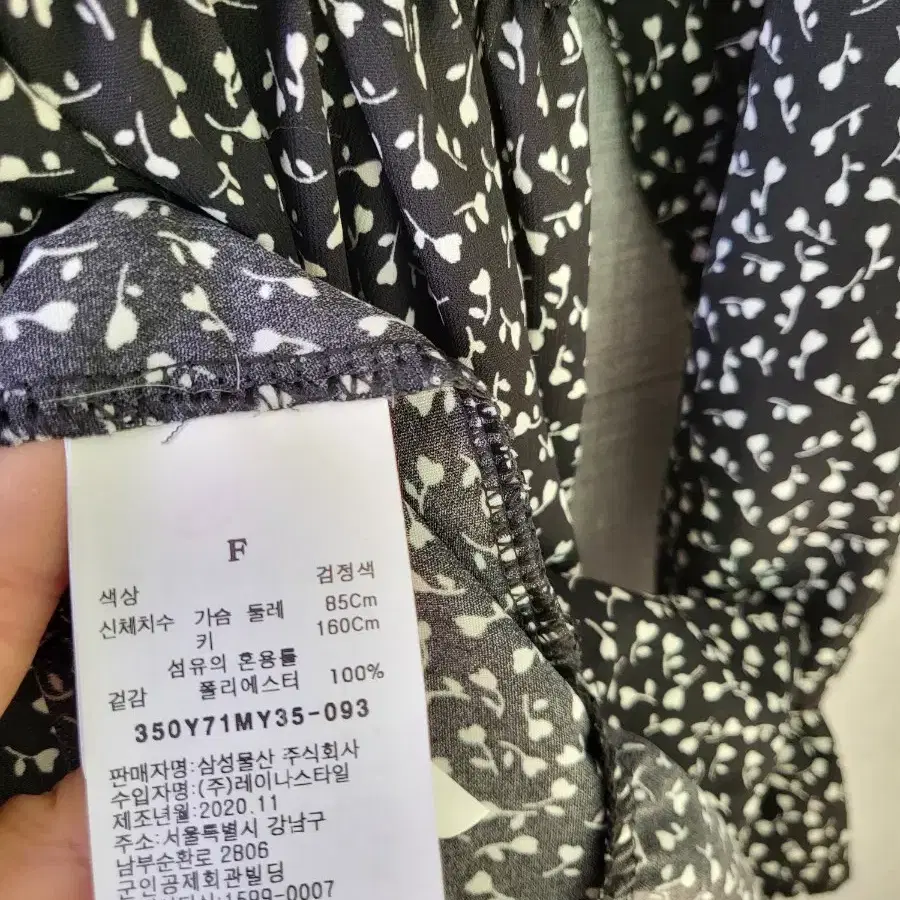 F
색상 검정색
신체치수 가슴 둘레 85Cm
키 160Cm
섬유의 혼용률
겉감 폴리에스터 100%
350Y71MY35-093
판매자명:삼성물산 주식회사
수입자명:(주)레이나스타일
제조년월:2020.11
주소:서울특별시 강남구
남부순환로 2806
군인공제회관빌딩
1599-0007